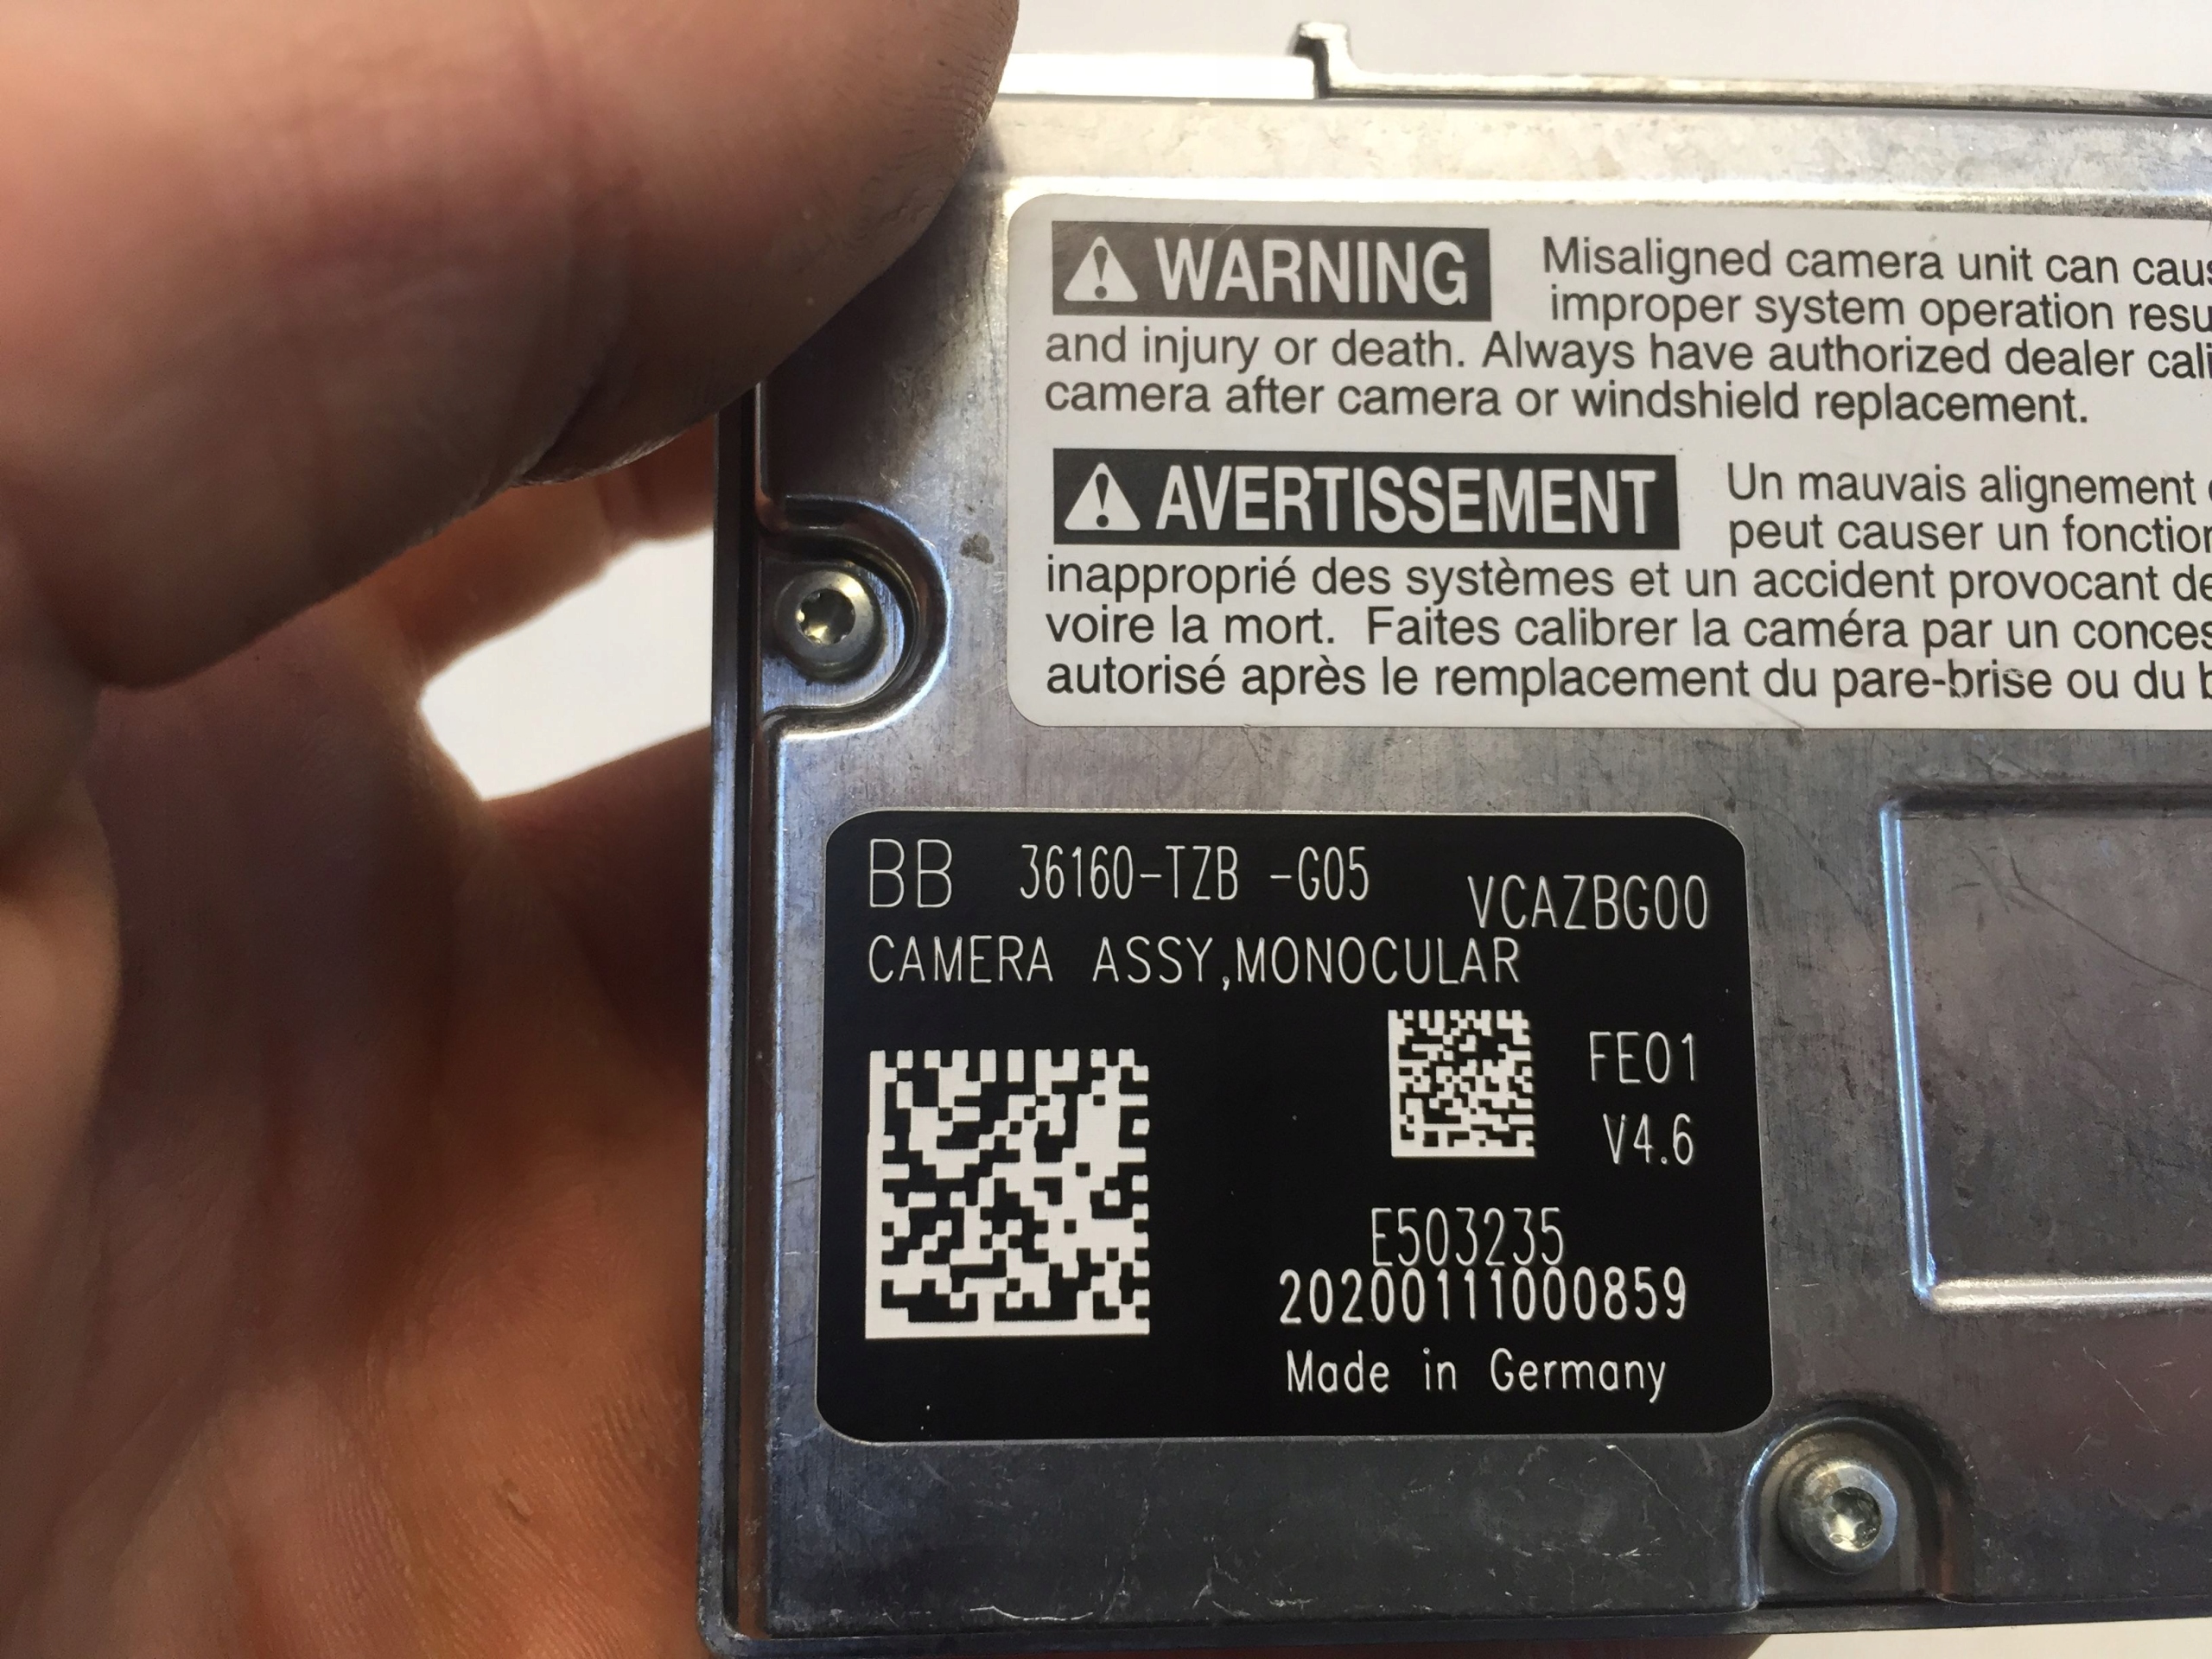 WARNING Misaligned camera unit can
improper system operation
and injury or death. Always have authorized dealer
camera after camera or windshield replacement.
AVERTISSEMENT Un mauvais alignement
peut causer un
inapproprié des systèmes et un accident provocant
voire la mort. Faites calibrer la caméra par un
autorisé après le remplacement du pare-brise ou du
BB 36160-TZB -G05 VCAZBG00
CAMERA ASSY,MONOCULAR
FE01
V4.6
E503235
20200111000859
Made in Germany